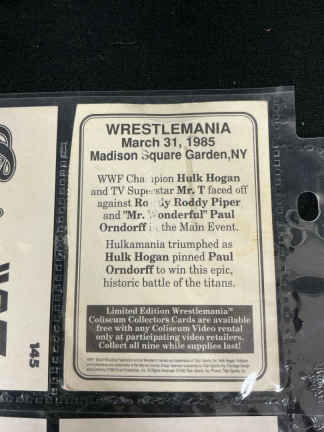 WRESTLEMANIA
March 31, 1985
Madison Square Garden,NY
WWF Champion Hulk Hogan
and TV Superstar Mr. T faced off
against Rowdy Roddy Piper
and "Mr. Wonderful" Paul
Orndorff in the Main Event.
Hulkamania triumphed as
Hulk Hogan pinned Paul
Orndorff to win this epic,
historic battle of the titans.
Limited Edition Wrestlemania™
Coliseum Collectors Cards are available
free with any Coliseum Video rental
only at participating video retailers.
Collect all nine while supplies last!
145